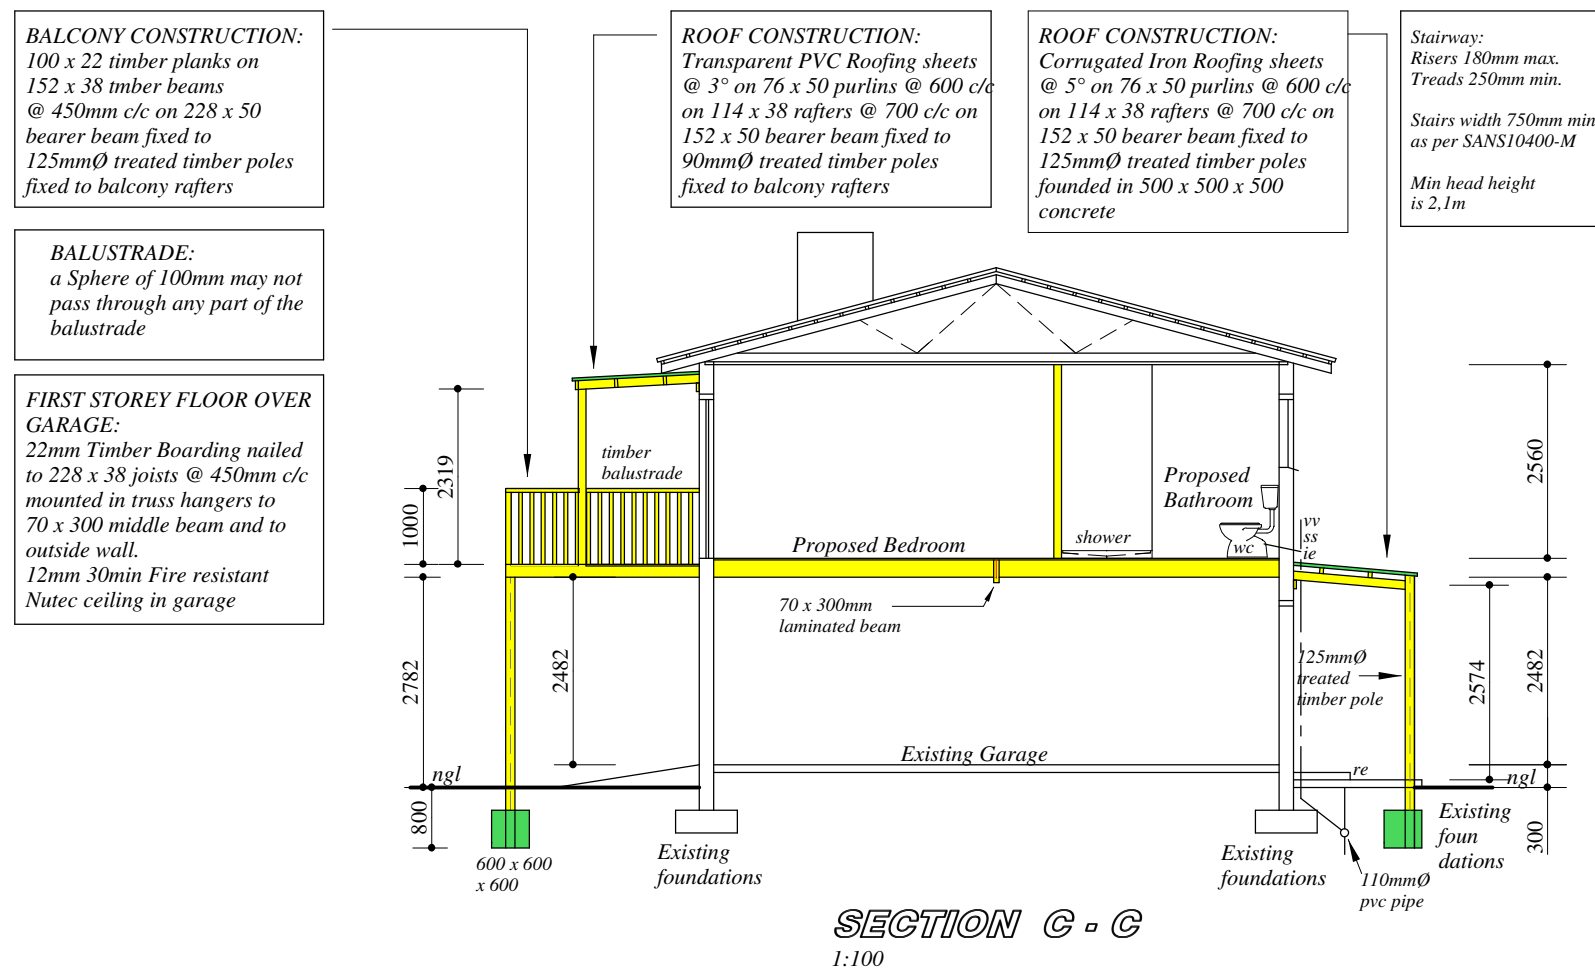 BALCONY CONSTRUCTION:
100 x 22 timber planks on
152 x 38 tmber beams
@ 450mm c/c on 228 x 50
bearer beam fixed to
125mmØ treated timber poles
fixed to balcony rafters
ROOF CONSTRUCTION:
Transparent PVC Roofing sheets
@ 3° on 76 x 50 purlins @ 600 c/c
on 114 x 38 rafters @ 700 c/c on
152 x 50 bearer beam fixed to
90mmØ treated timber poles
fixed to balcony rafters
ROOF CONSTRUCTION:
Corrugated Iron Roofing sheets
@ 5° on 76 x 50 purlins @ 600 c/c
on 114 x 38 rafters @ 700 c/c on
152 x 50 bearer beam fixed to
125mmØ treated timber poles
founded in 500 x 500 x 500
concrete
Stairway:
Risers 180mm max.
Treads 250mm min.
Stairs width 750mm min
as per SANS10400-M
Min head height
is 2,1m
BALUSTRADE:
a Sphere of 100mm may not
pass through any part of the
balustrade
FIRST STOREY FLOOR OVER
GARAGE:
22mm Timber Boarding nailed
to 228 x 38 joists @ 450mm c/c
mounted in truss hangers to
70 x 300 middle beam and to
outside wall.
12mm 30min Fire resistant
Nutec ceiling in garage
2319
1000
timber
balustrade
Proposed Bedroom
shower
Proposed
Bathroom
wc
vv
ss
ie
2560
70 x 300mm
laminated beam
2782
2482
125mmØ
treated
timber pole
2574
2482
Existing Garage
re
ngl
ngl
800
300
600 x 600
x 600
Existing
foundations
Existing
foundations
110mmØ
pvc pipe
Existing
foun
dations
SECTION C - C
1:100